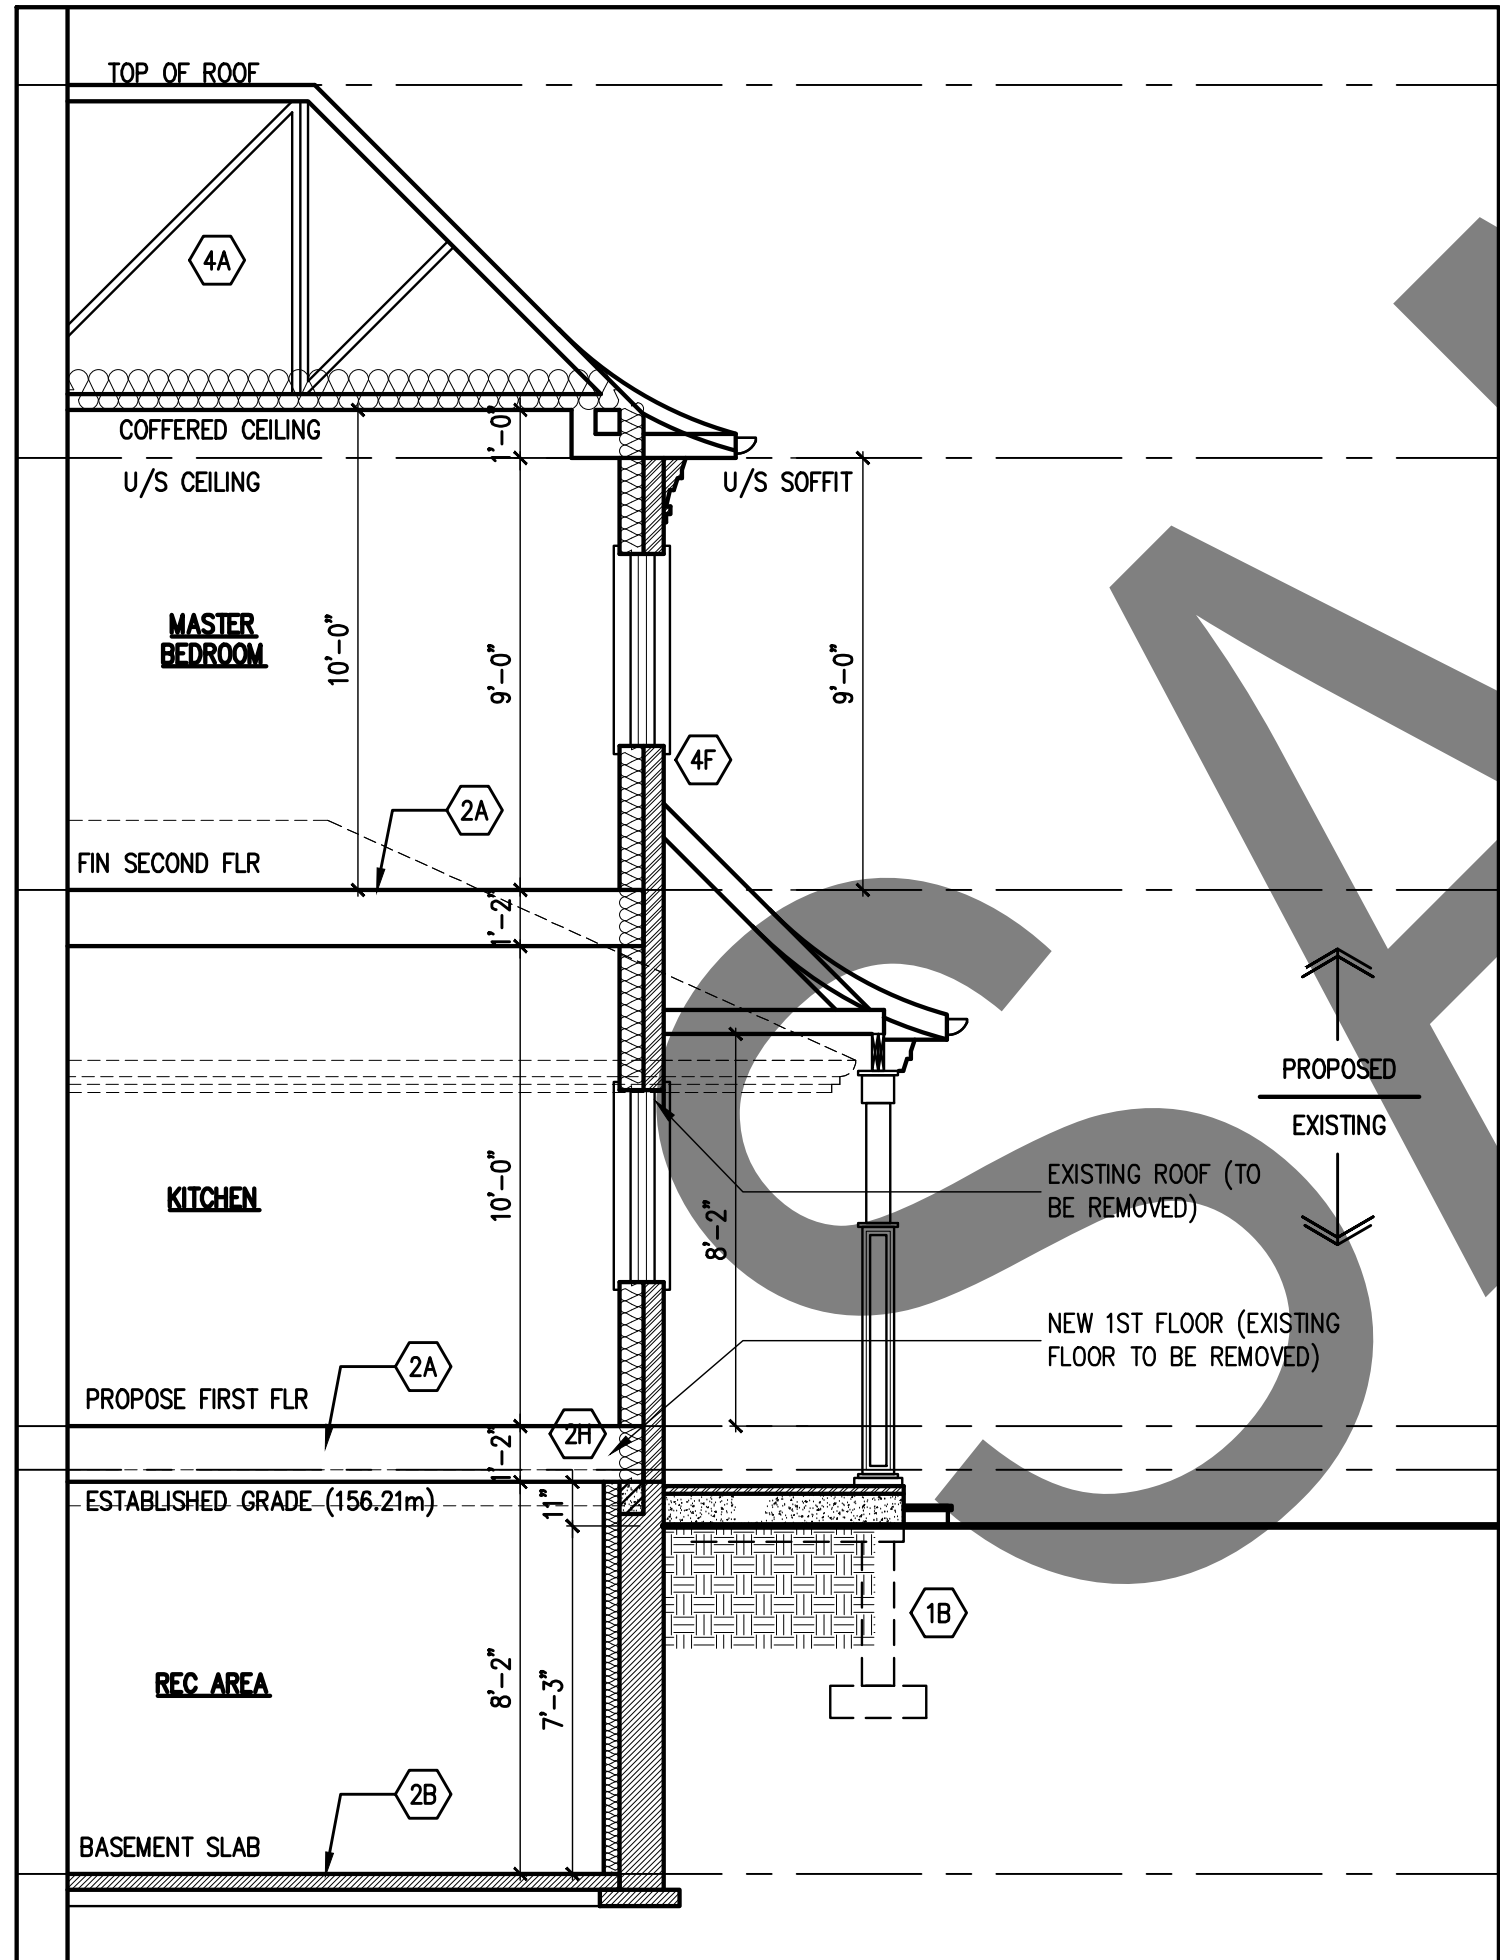 TOP OF ROOF
4A
COFFERED CEILING
1'-0"
U/S CEILING
U/S SOFFIT
MASTER
BEDROOM
10'-0"
9'-0"
9'-0"
4F
2A
FIN SECOND FLR
1'-2"
PROPOSED
EXISTING
KITCHEN
10'-0"
8'-2"
EXISTING ROOF (TO
BE REMOVED)
NEW 1ST FLOOR (EXISTING
FLOOR TO BE REMOVED)
2A
PROPOSE FIRST FLR
2H
1'-2"
ESTABLISHED GRADE (156.21m)
11"
1B
REC AREA
8'-2"
7'-3"
2B
BASEMENT SLAB
SA